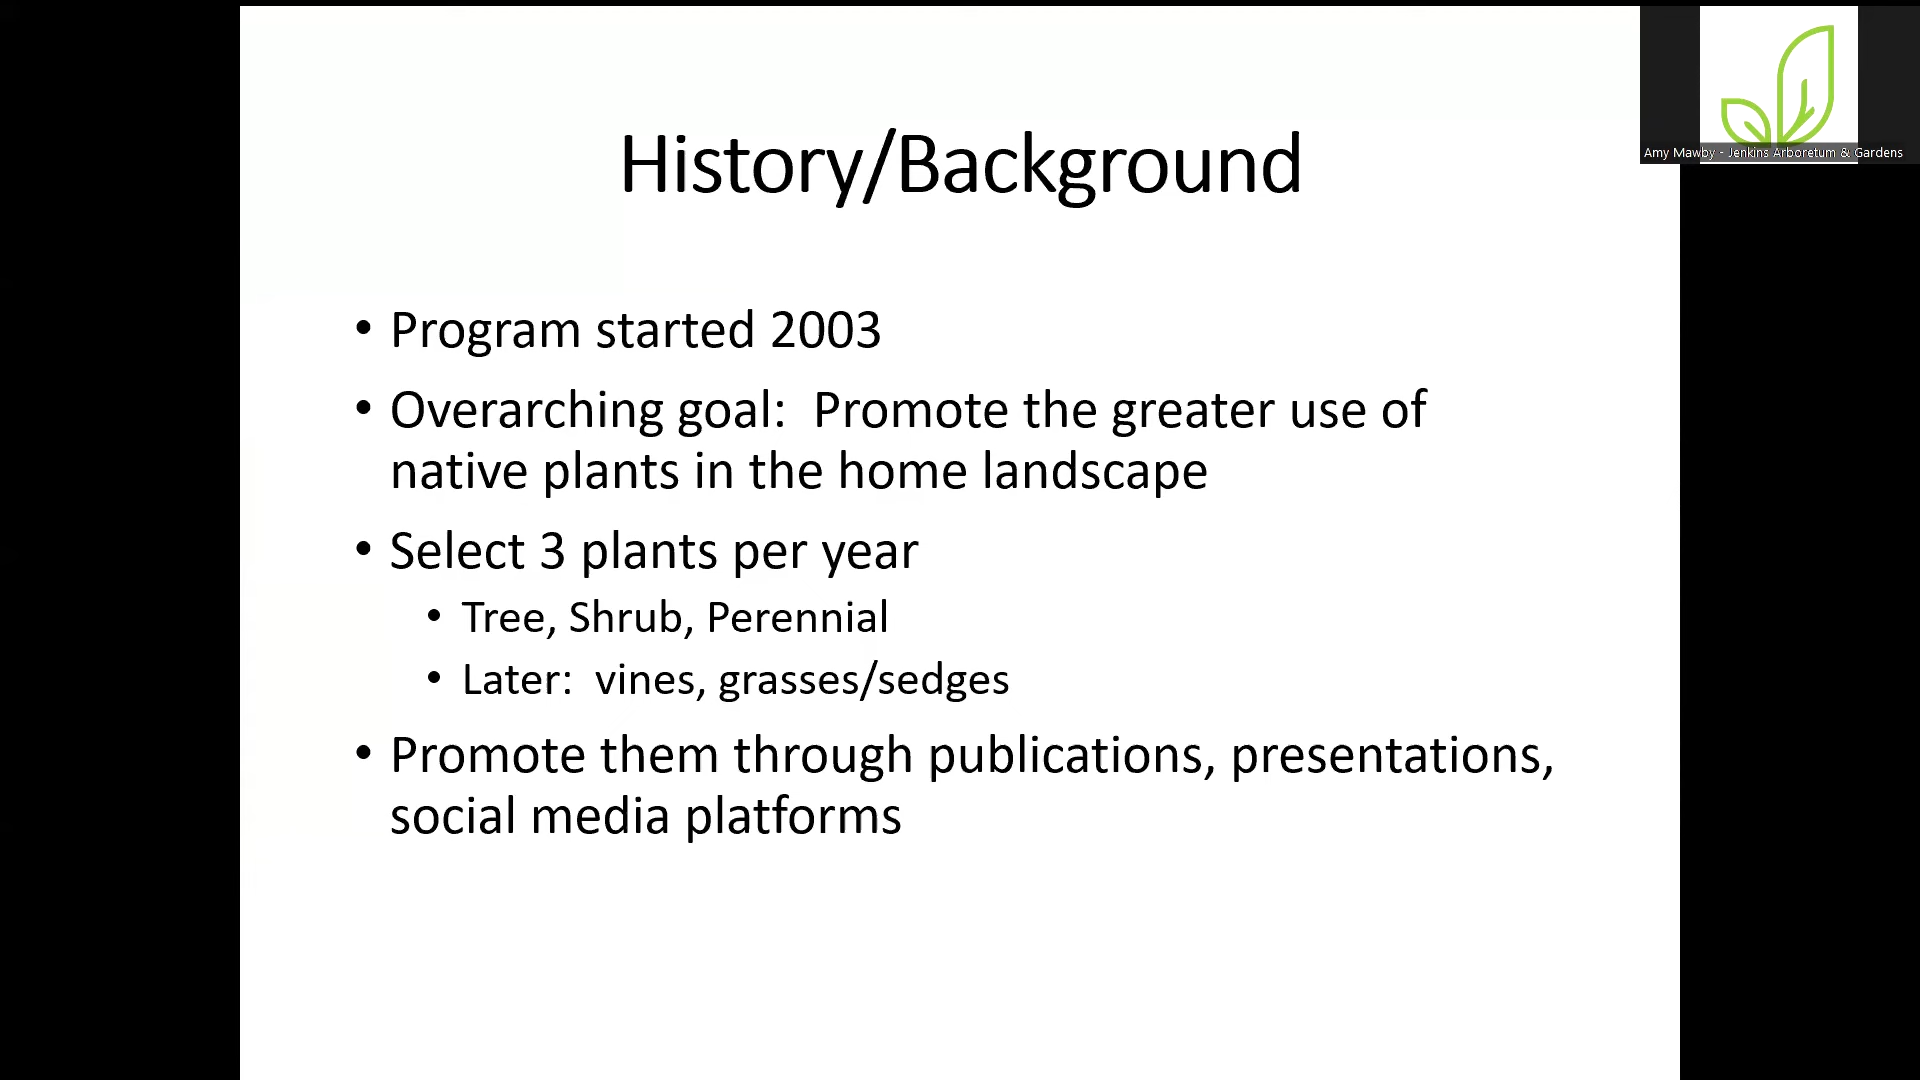 History/Background
• Program started 2003
• Overarching goal:  Promote the greater use of
native plants in the home landscape
• Select 3 plants per year
• Tree, Shrub, Perennial
• Later:  vines, grasses/sedges
• Promote them through publications, presentations,
social media platforms
Amy Mawby - Jenkins Arboretum & Gardens